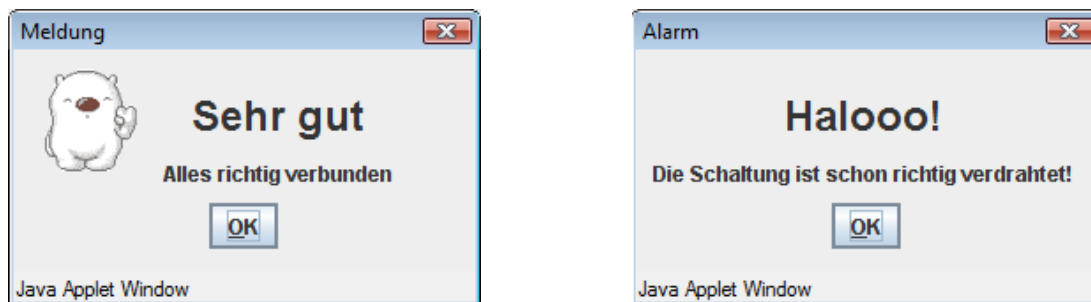 Meldung
Sehr gut
Alles richtig verbunden
OK
Java Applet Window
Alarm
Halooo!
Die Schaltung ist schon richtig verdrahtet!
OK
Java Applet Window